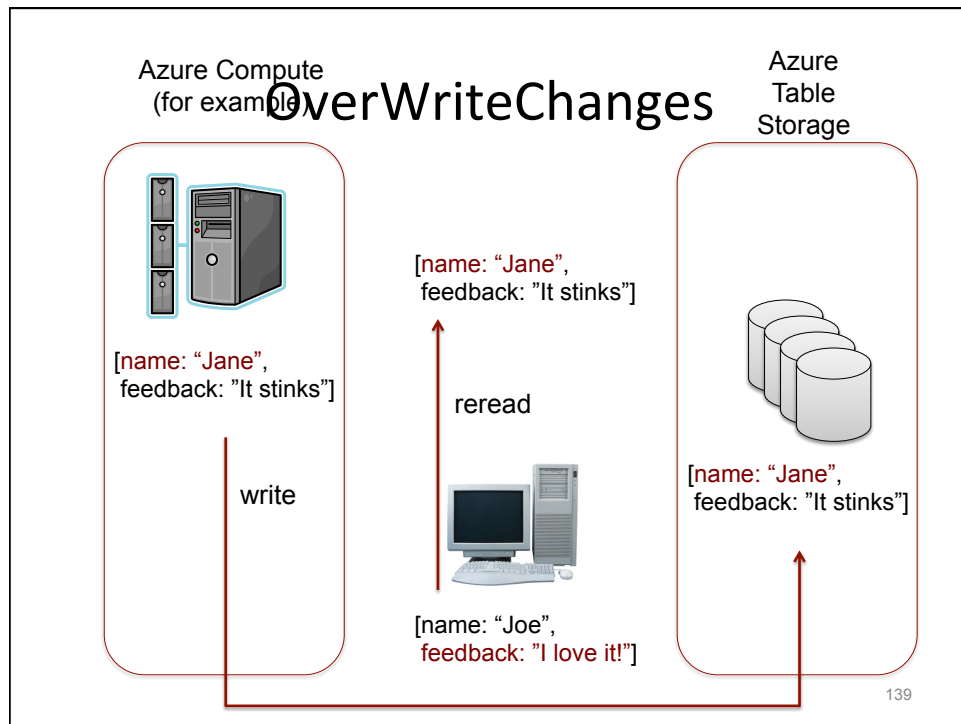 Azure Compute
(for example)
OverWriteChanges
Azure
Table
Storage
[name: “Jane”,
feedback: ”It stinks”]
[name: “Jane”,
feedback: ”It stinks”]
reread
write
[name: “Jane”,
feedback: ”It stinks”]
[name: “Joe”,
feedback: ”I love it!”]
139